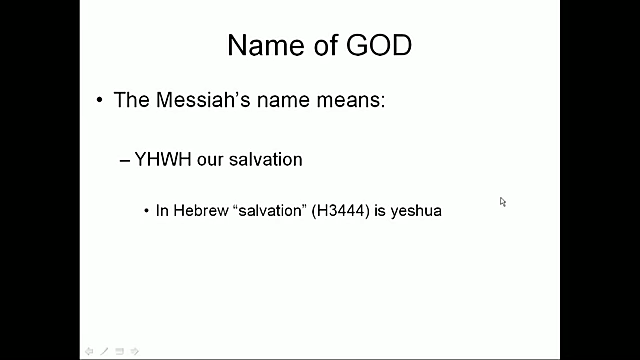 Name of GOD
• The Messiah's name means:
– YHWH our salvation
• In Hebrew “salvation” (H3444) is yeshua